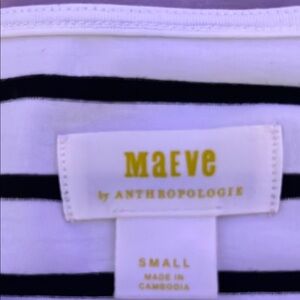 MAEVE
by ANTHROPOLOGIE
SMALL
MADE IN
CAMBODIA